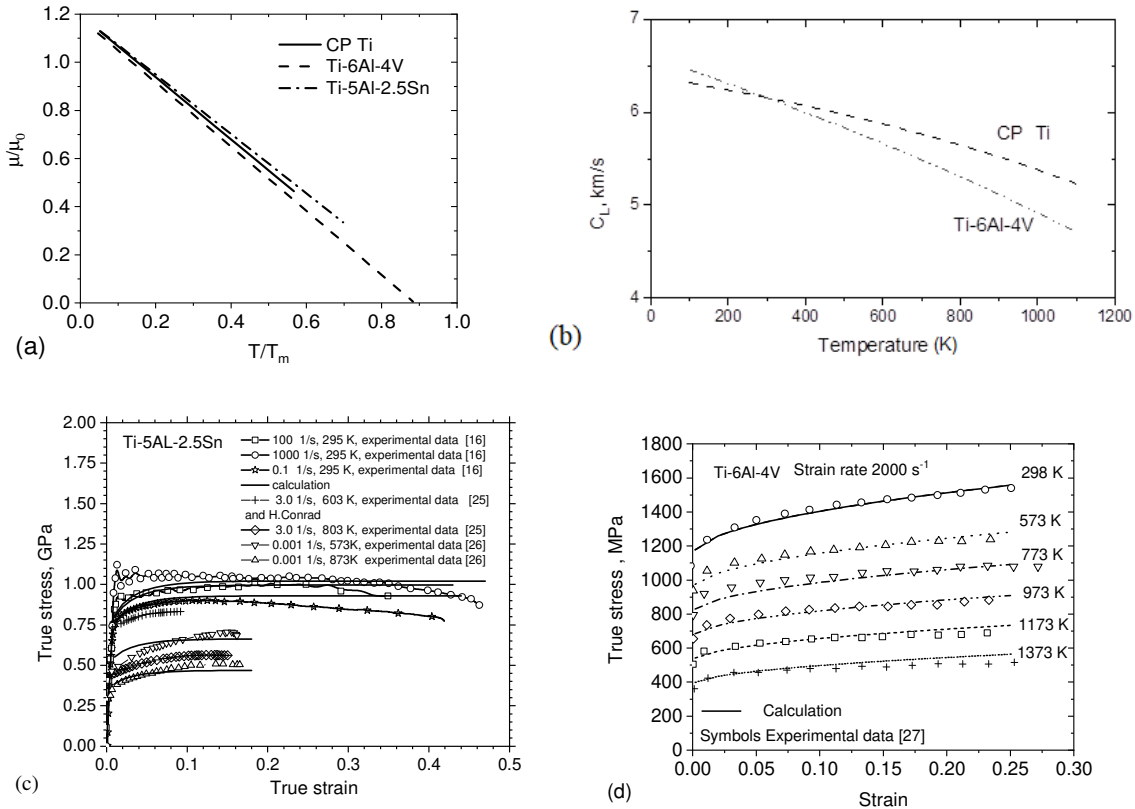 1.2
1.0
0.8
0.6
0.4
0.2
0.0
μ/μ0
CP Ti
Ti-6Al-4V
Ti-5Al-2.5Sn
0.0 0.2 0.4 0.6 0.8 1.0
T/Tm
(a)
7
6
5
4
CL, km/s
CP Ti
Ti-6Al-4V
0 200 400 600 800 1000 1200
Temperature (K)
(b)
2.00
1.75
1.50
1.25
1.00
0.75
0.50
0.25
0.00
True stress, GPa
Ti-5AL-2.5Sn
100 1/s, 295 K, experimental data [16]
1000 1/s, 295 K, experimental data [16]
0.1 1/s, 295 K, experimental data [16]
calculation
3.0 1/s, 603 K, experimental data [25]
and H.Conrad
3.0 1/s, 803 K, experimental data [25]
0.001 1/s, 573K, experimental data [26]
0.001 1/s, 873K, experimental data [26]
0.0 0.1 0.2 0.3 0.4 0.5
True strain
(c)
1800
1600
1400
1200
1000
800
600
400
200
0
True stress , MPa
Ti-6Al-4V Strain rate 2000 s-1
298 K
573 K
773 K
973 K
1173 K
1373 K
Calculation
Symbols Experimental data [27]
0.00 0.05 0.10 0.15 0.20 0.25 0.30
Strain
(d)